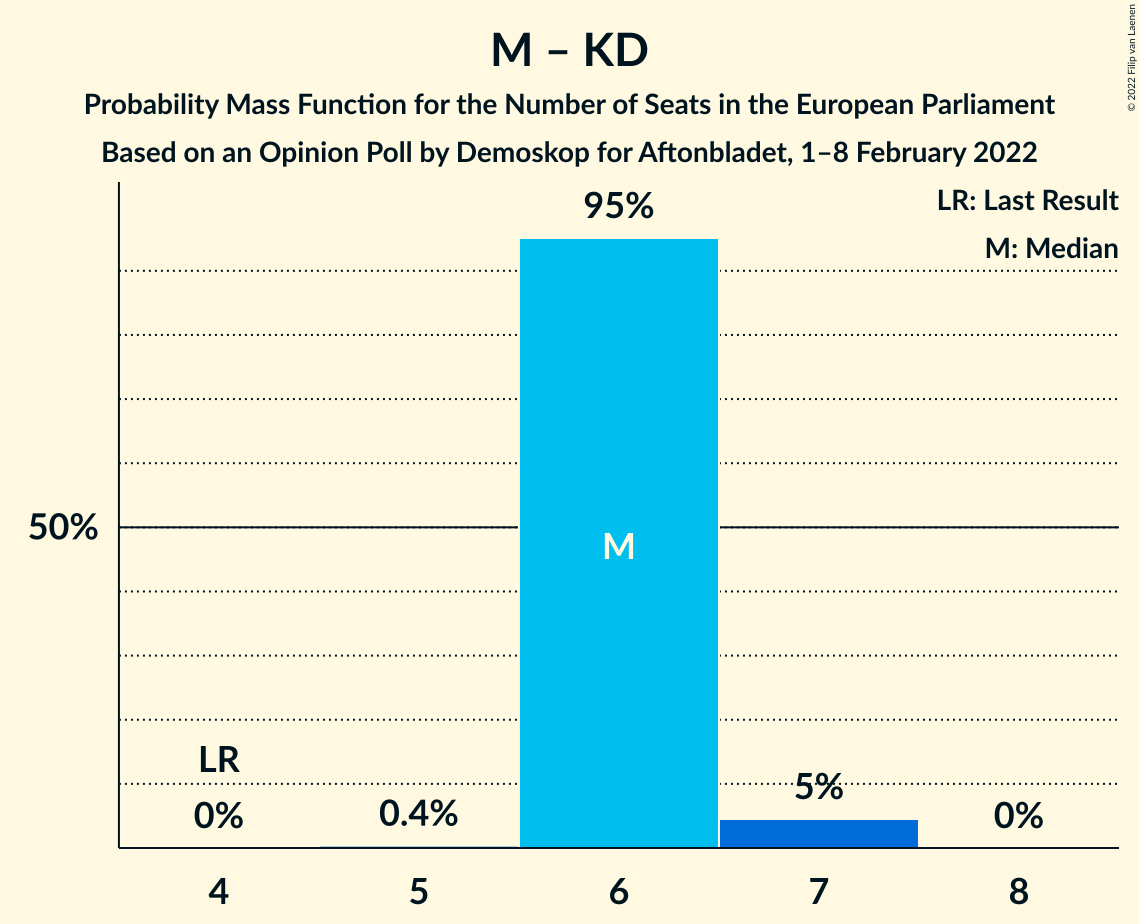 M – KD
Probability Mass Function for the Number of Seats in the European Parliament
Based on an Opinion Poll by Demoskop for Aftonbladet, 1–8 February 2022
© 2022 Filip van Laenen
LR: Last Result
M: Median
95%
50%
M
LR
0%
0.4%
5%
0%
4
5
6
7
8